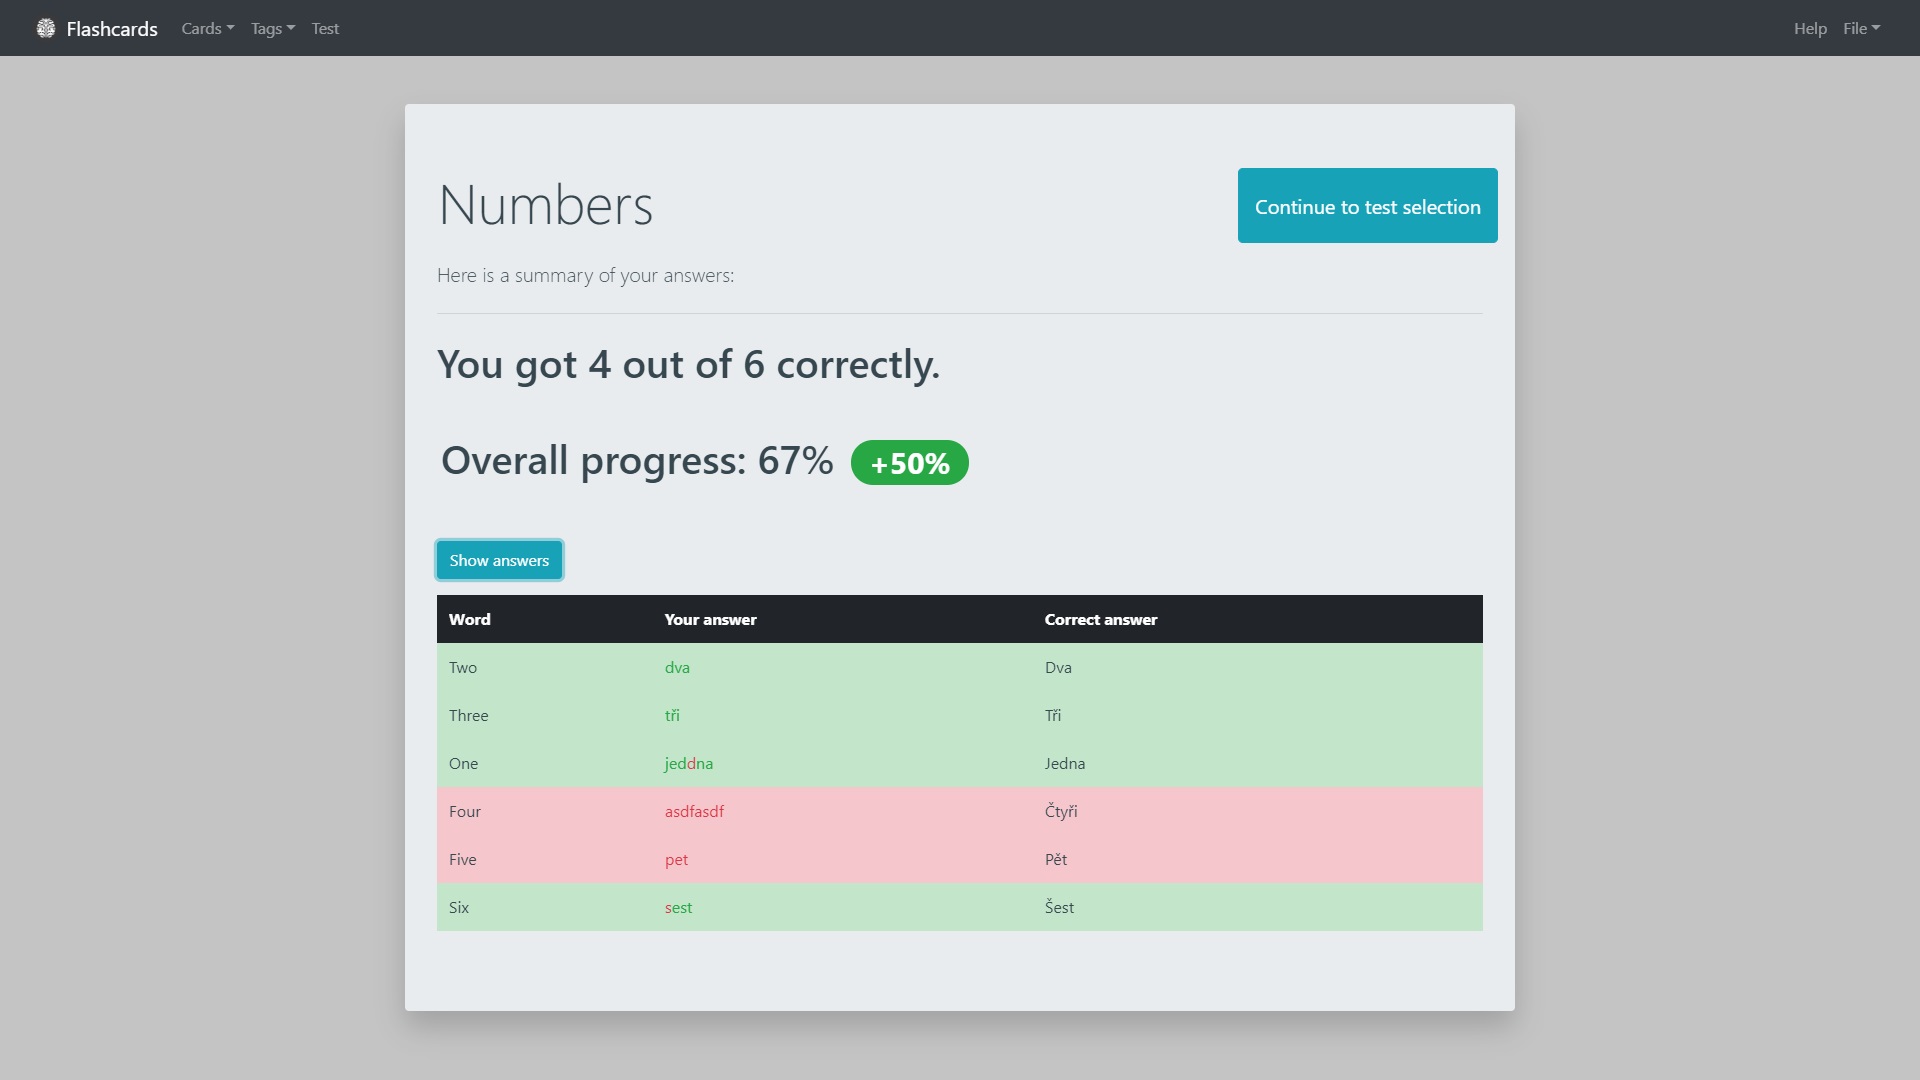 Flashcards Cards Tags Test Help File
Numbers
Continue to test selection
Here is a summary of your answers:
You got 4 out of 6 correctly.
Overall progress: 67% +50%
Show answers
Word Your answer Correct answer
Two dva Dva
Three tři Tři
One jeddna Jedna
Four asdfasdf Čtyři
Five pet Pět
Six sest Šest